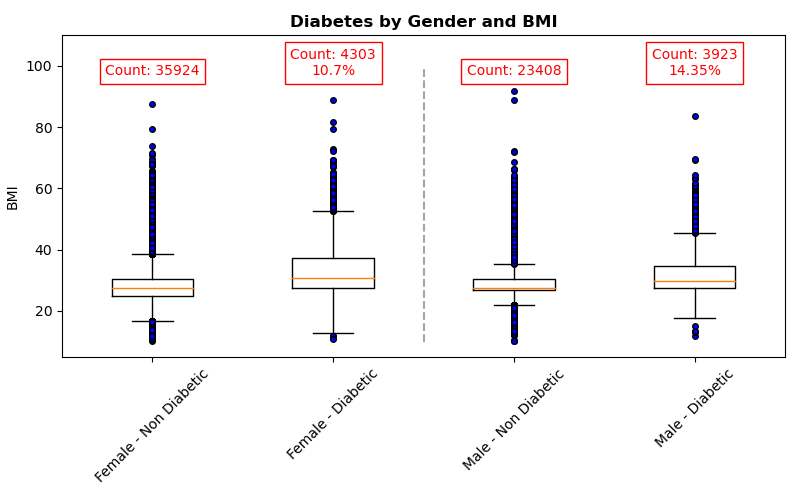 Diabetes by Gender and BMI
Count: 35924
Count: 4303
10.7%
Count: 23408
Count: 3923
14.35%
BMI
100
80
60
40
20
Female - Non Diabetic
Female - Diabetic
Male - Non Diabetic
Male - Diabetic